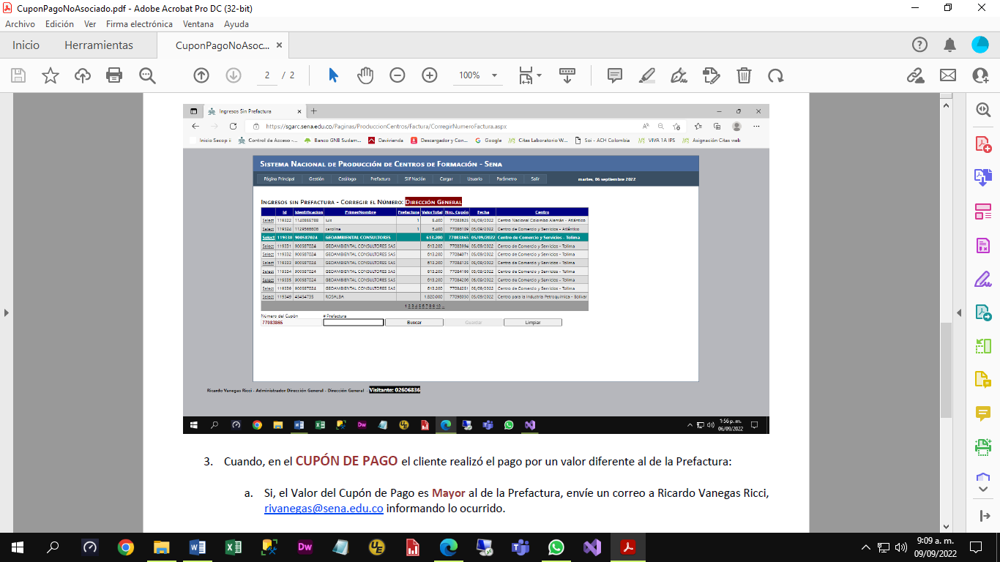 CuponPagoNoAsociado.pdf - Adobe Acrobat Pro DC (32-bit)
Archivo Edición Ver Firma electrónica Ventana Ayuda
Inicio Herramientas CuponPagoNoAsoc... ×
2 / 2 100%
Ingresos Sin Prefactura
https://sgarc.sena.edu.co/Paginas/ProduccionCentros/Factura/CorregirNumeroFactura.aspx
Inicio Secop ii Control de Acceso -... Banco GNB Sudam... Davivienda Descargador y Con... Google Citas Laboratorio W... Soi - ACH Colombia VIVA 1A IPS Asignación Citas web
Sistema Nacional de Producción de Centros de Formación - Sena
Página Principal Gestión Catálogo Prefactura Siif Nación Cargar Usuario Parámetro Salir martes, 06 septiembre 2022
Ingresos sin Prefactura - Corregir el Número: Dirección General
Id Identificacion PrimerNombre Prefactura ValorTotal Nro. Cupón Fecha Centro
Select 119322 1140855788 luis 1 5.400 77083625 05/09/2022 Centro Nacional Colombo Alemán - Atlántico
Select 119324 1129566606 carolina 1 5.400 77086109 05/09/2022 Centro de Comercio y Servicios - Atlántico
Select 119330 900587024 GEOAMBIENTAL CONSULTORES 613.200 77083865 05/09/2022 Centro de Comercio y Servicios - Tolima
Select 119331 900587024 GEOAMBIENTAL CONSULTORES SAS 613.200 77083994 05/09/2022 Centro de Comercio y Servicios - Tolima
Select 119332 900587024 GEOAMBIENTAL CONSULTORES SAS 613.200 77084071 05/09/2022 Centro de Comercio y Servicios - Tolima
Select 119333 900587024 GEOAMBIENTAL CONSULTORES SAS 613.200 77084125 05/09/2022 Centro de Comercio y Servicios - Tolima
Select 119334 900587024 GEOAMBIENTAL CONSULTORES SAS 613.200 77084166 05/09/2022 Centro de Comercio y Servicios - Tolima
Select 119335 900587024 GEOAMBIENTAL CONSULTORES SAS 613.200 77084206 05/09/2022 Centro de Comercio y Servicios - Tolima
Select 119339 900587024 GEOAMBIENTAL CONSULTORES SAS 613.200 77084251 05/09/2022 Centro de Comercio y Servicios - Tolima
Select 119349 45454735 ROSALBA 1.820.000 77098030 05/09/2022 Centro para la Industria Petroquímica - Bolívar
1 2 3 4 5 6 7 8 9 10 ...
Número del Cupón # Prefactura
77083865 Buscar Guardar Limpiar
Ricardo Vanegas Ricci - Administrador Dirección General - Dirección General - Visitante: 02606836
1:56 p. m.
06/09/2022
3. Cuando, en el CUPÓN DE PAGO el cliente realizó el pago por un valor diferente al de la Prefactura:
a. Si, el Valor del Cupón de Pago es Mayor al de la Prefactura, envíe un correo a Ricardo Vanegas Ricci,
rivanegas@sena.edu.co informando lo ocurrido.
9:09 a. m.
09/09/2022